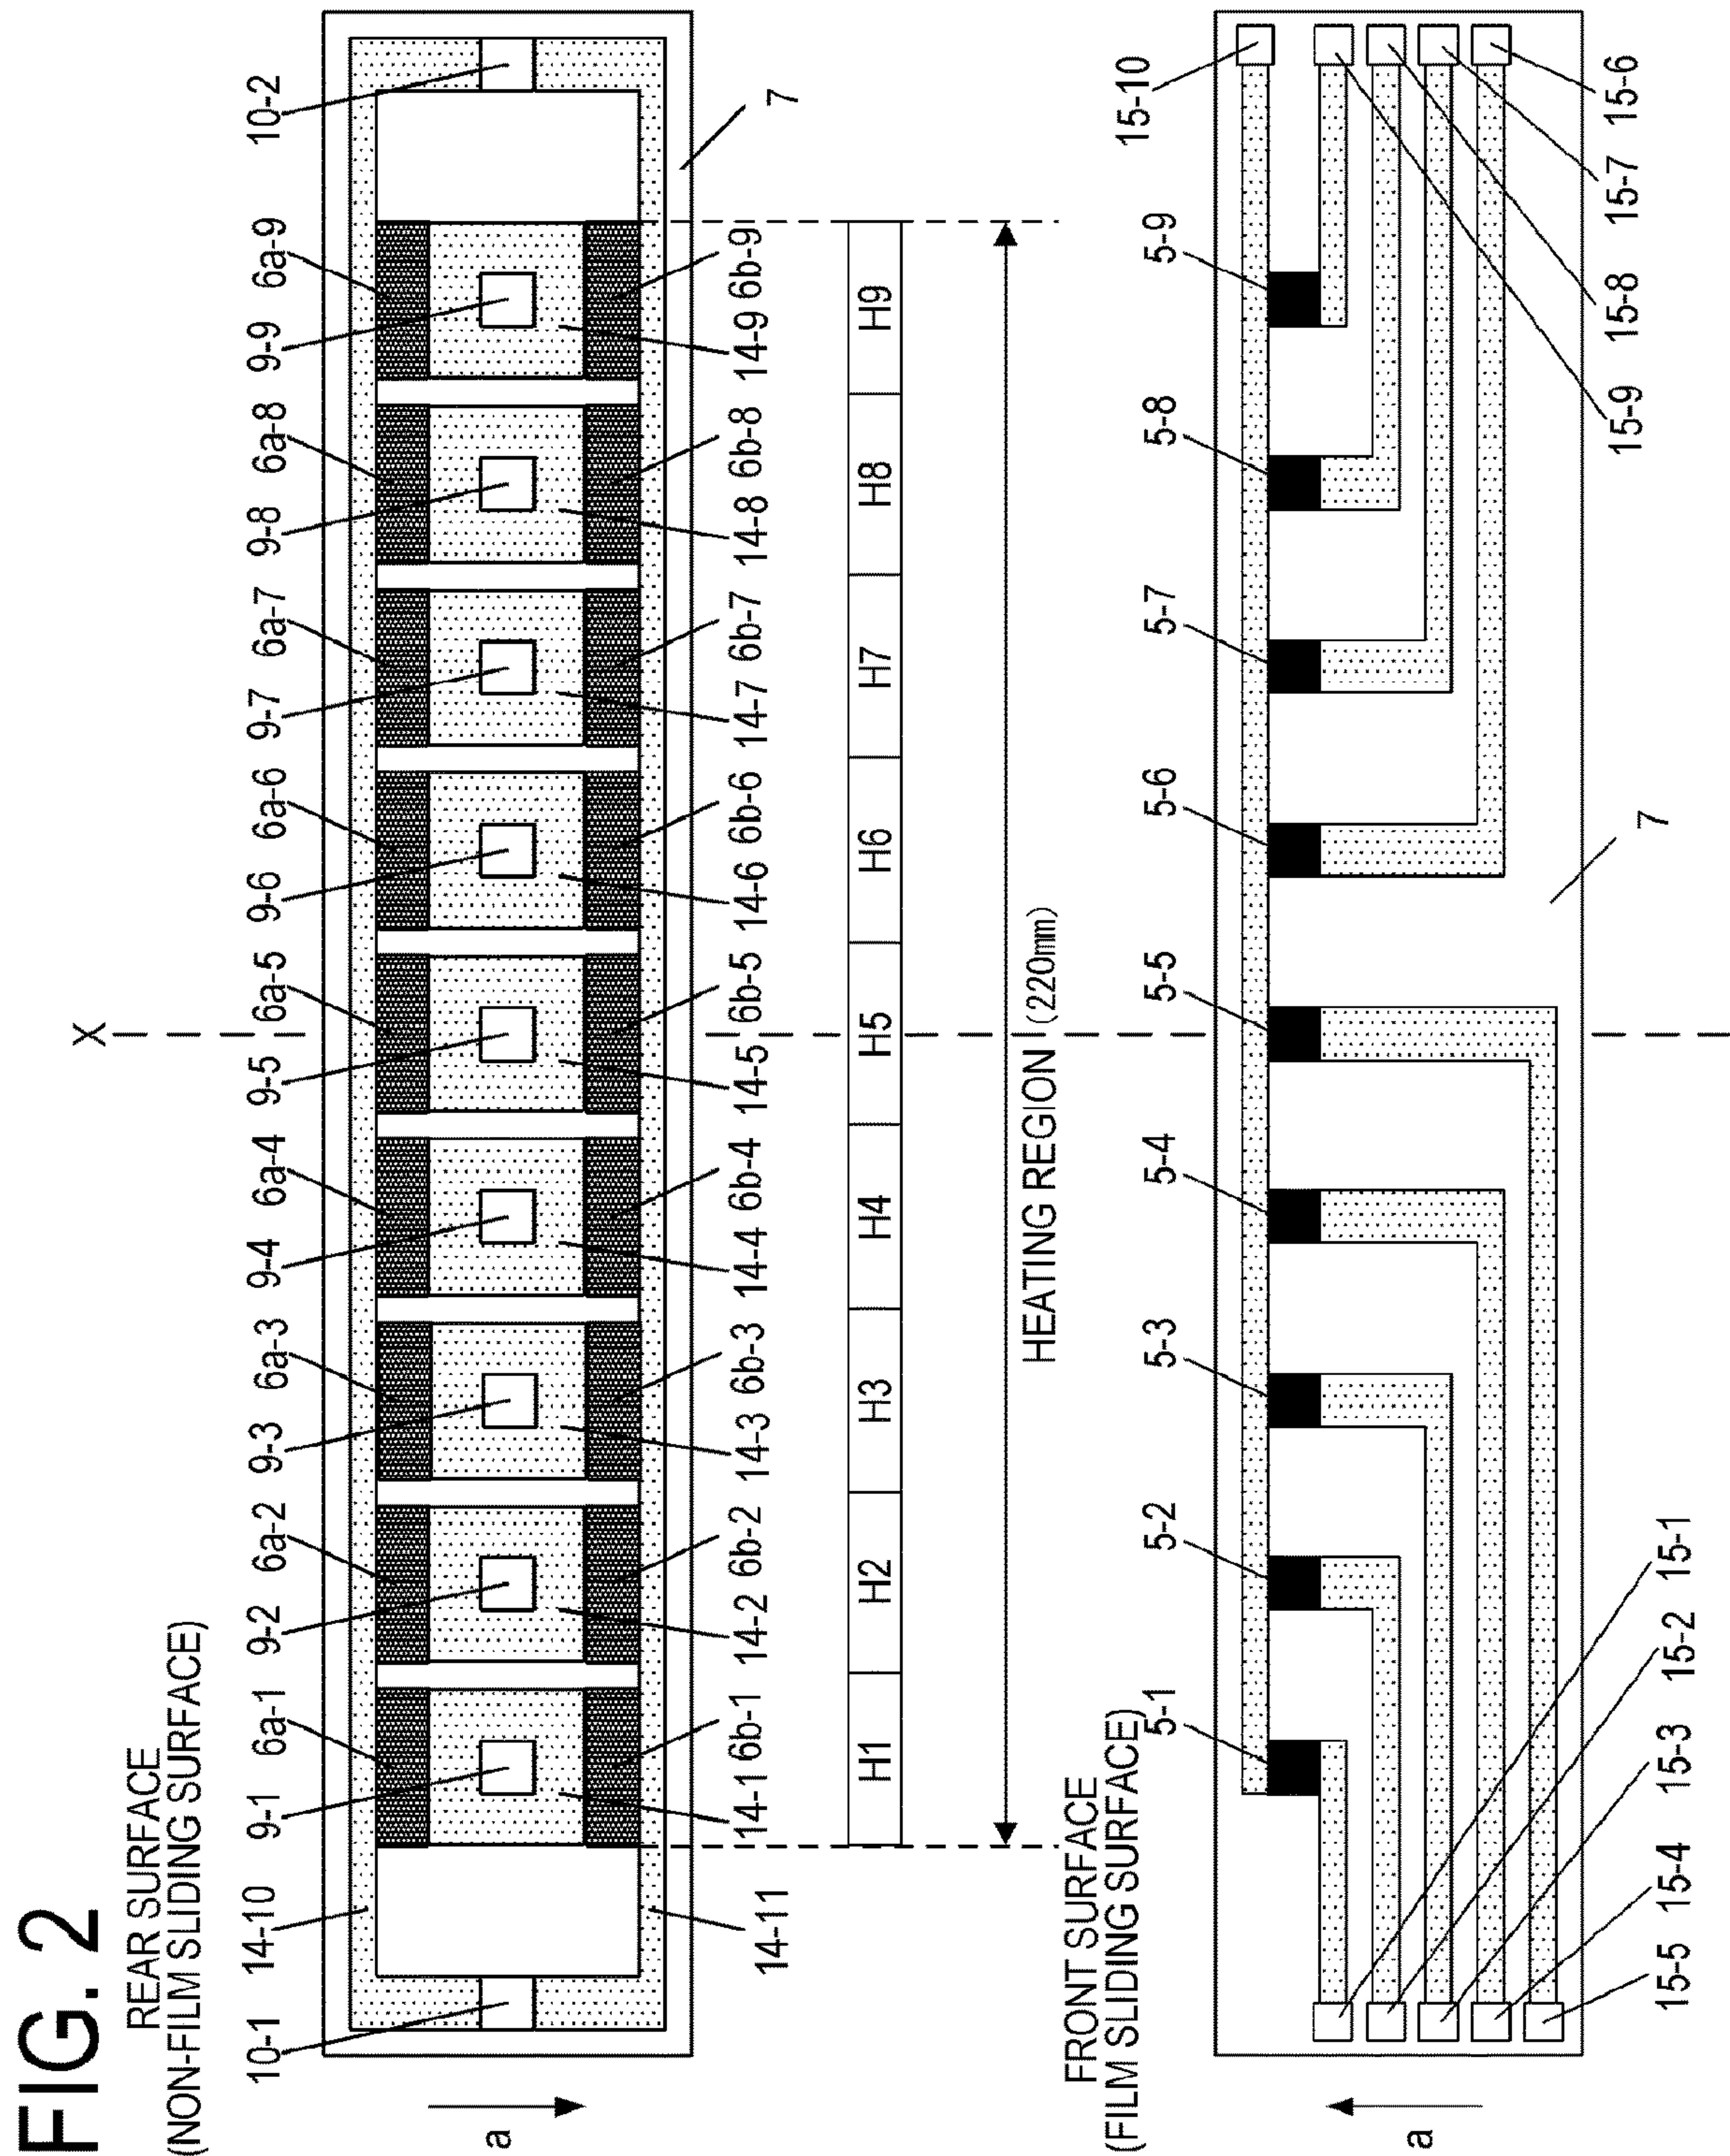 FIG. 2
REAR SURFACE
(NON-FILM SLIDING SURFACE)
X
10-1 14-10 9-1 6a-1 9-2 6a-2 9-3 6a-3 9-4 6a-4 9-5 6a-5 9-6 6a-6 9-7 6a-7 9-8 6a-8 9-9 6a-9 10-2
a
7
14-11 14-1 6b-1 14-2 6b-2 14-3 6b-3 14-4 6b-4 14-5 6b-5 14-6 6b-6 14-7 6b-7 14-8 6b-8 14-9 6b-9
H1 H2 H3 H4 H5 H6 H7 H8 H9
HEATING REGION (220mm)
FRONT SURFACE
(FILM SLIDING SURFACE)
5-1 5-2 5-3 5-4 5-5 5-6 5-7 5-8 5-9 15-10
a
7
15-5 15-4 15-3 15-2 15-1
15-9 15-8 15-7 15-6